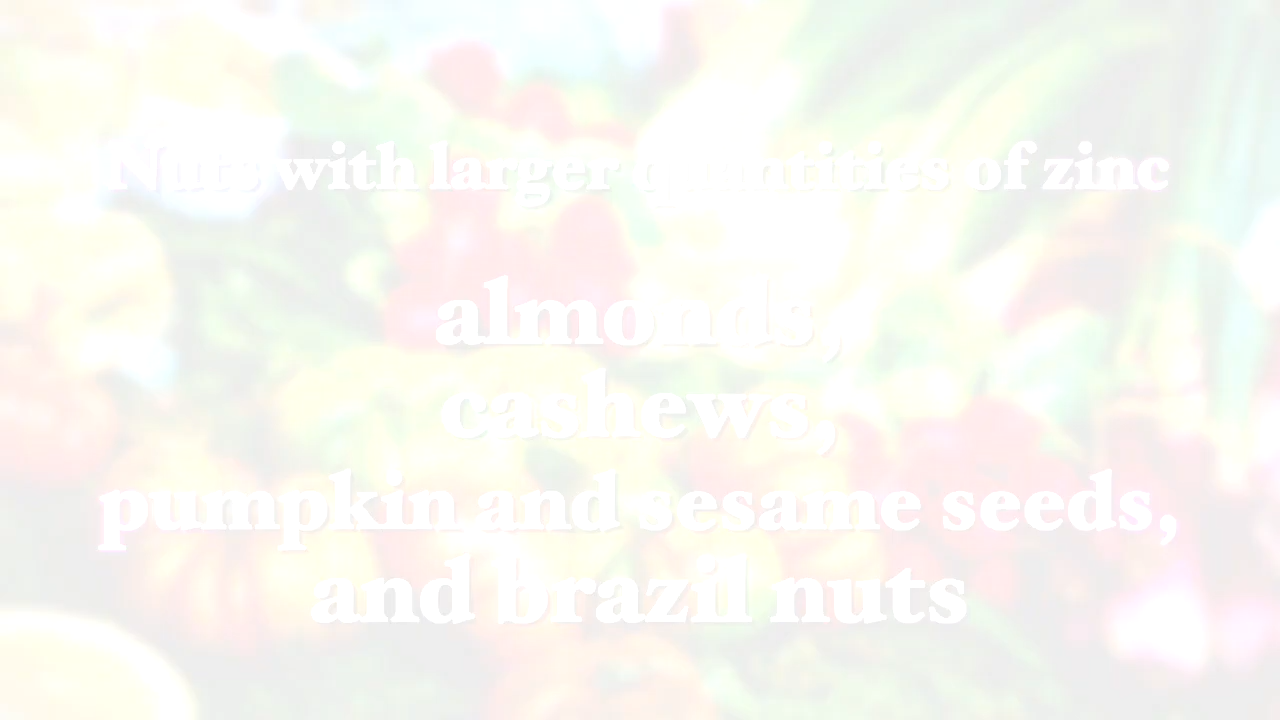 Nuts with larger quantities of zinc
almonds,
cashews,
pumpkin and sesame seeds,
and brazil nuts